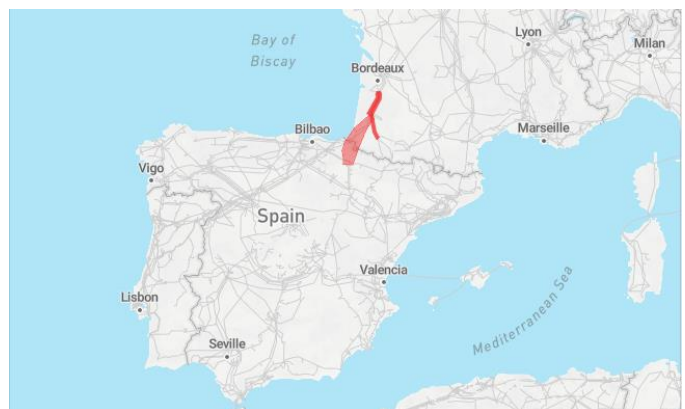 Bay of
Biscay
Lyon
Milan
Bordeaux
Bilbao
Marseille
Vigo
Spain
Valencia
Lisbon
Mediterranean Sea
Seville